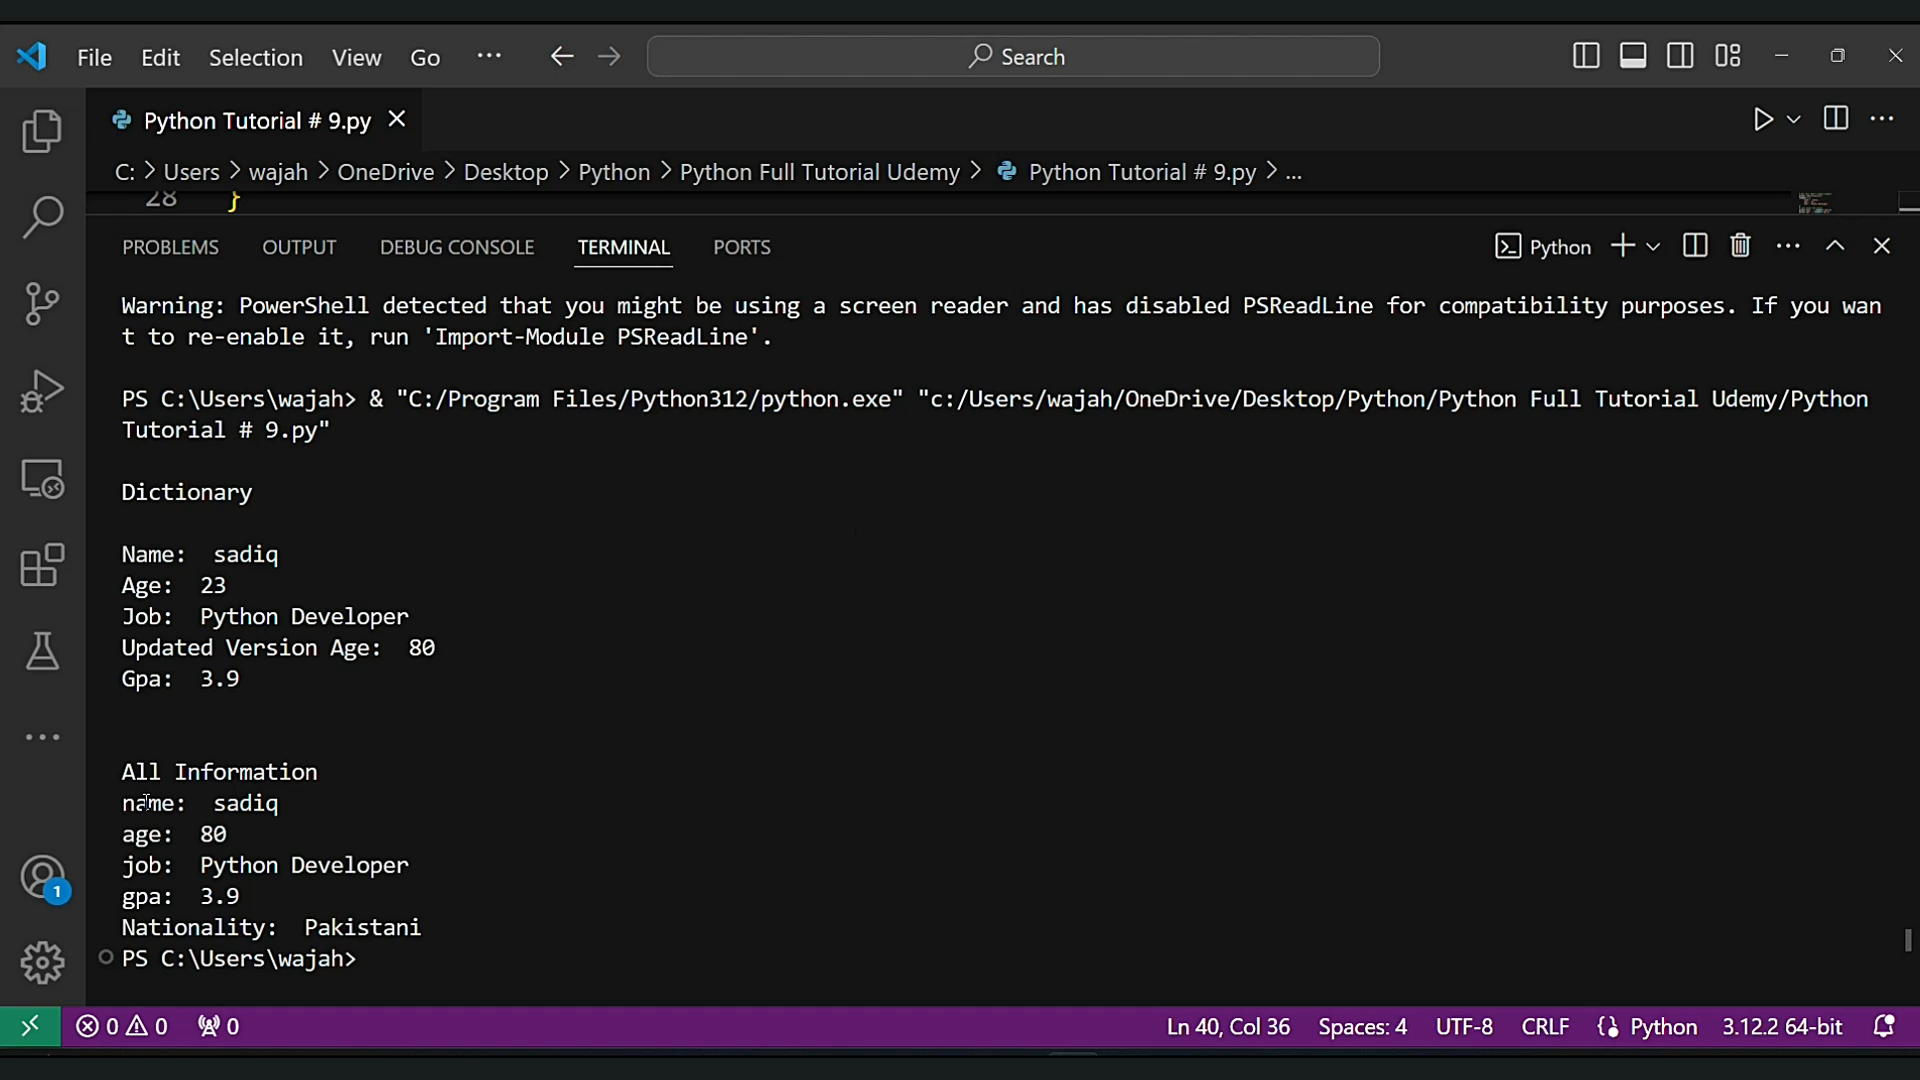 File Edit Selection View Go ··· Search
Python Tutorial # 9.py
C: > Users > wajah > OneDrive > Desktop > Python > Python Full Tutorial Udemy > Python Tutorial # 9.py > ...
28 }
PROBLEMS OUTPUT DEBUG CONSOLE TERMINAL PORTS Python
Warning: PowerShell detected that you might be using a screen reader and has disabled PSReadLine for compatibility purposes. If you wan
t to re-enable it, run 'Import-Module PSReadLine'.
PS C:\Users\wajah> & "C:/Program Files/Python312/python.exe" "c:/Users/wajah/OneDrive/Desktop/Python/Python Full Tutorial Udemy/Python
Tutorial # 9.py"
Dictionary
Name:  sadiq
Age:  23
Job:  Python Developer
Updated Version Age:  80
Gpa:  3.9
All Information
name:  sadiq
age:  80
job:  Python Developer
gpa:  3.9
Nationality:  Pakistani
PS C:\Users\wajah>
1
0 0 0 Ln 40, Col 36 Spaces: 4 UTF-8 CRLF Python 3.12.2 64-bit